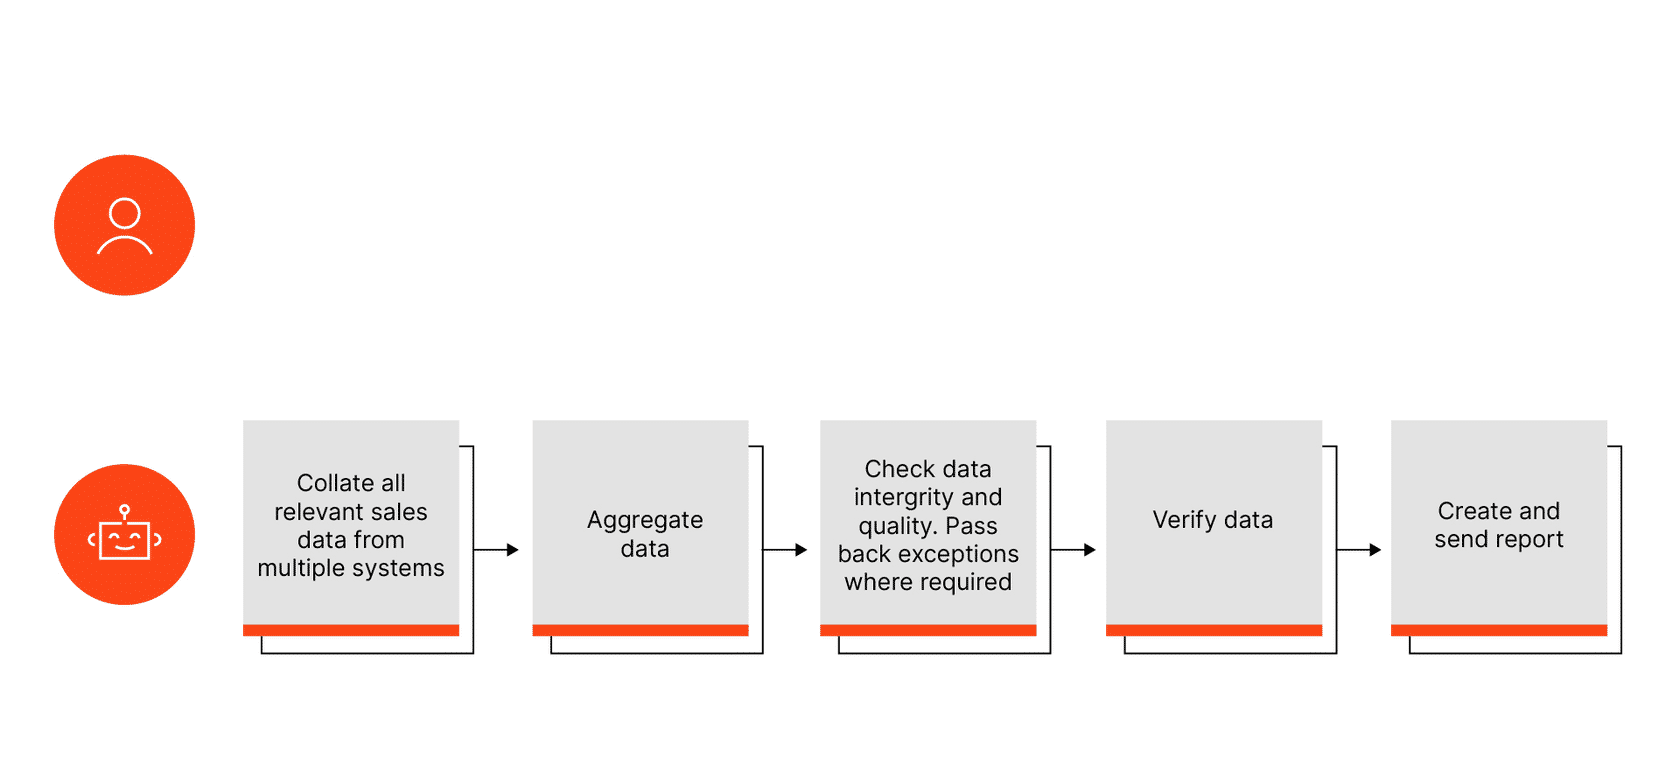 Collate all
relevant sales
data from
multiple systems
Aggregate
data
Check data
intergrity and
quality. Pass
back exceptions
where required
Verify data
Create and
send report